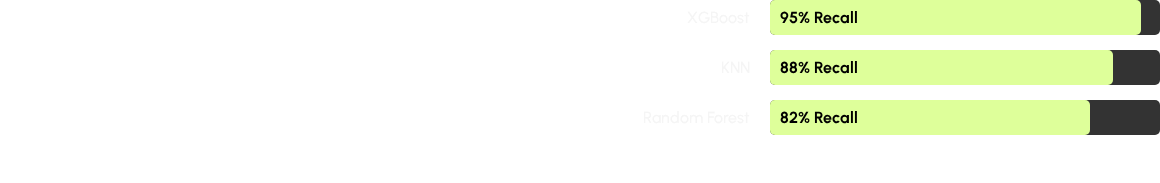 XGBoost 95% Recall
KNN 88% Recall
Random Forest 82% Recall